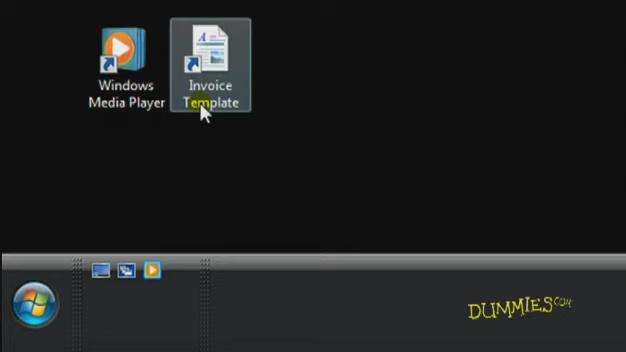 Windows
Media Player
Invoice
Template
DUMMIES.COM